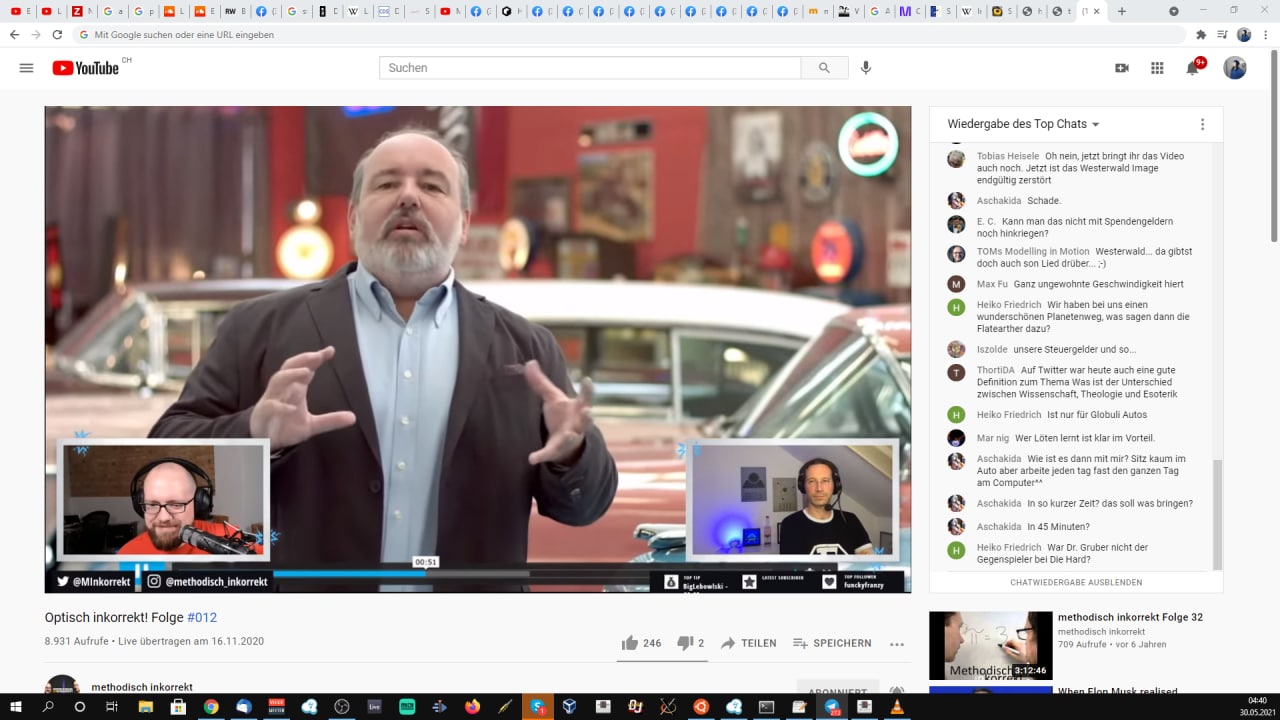 Mit Google suchen oder eine URL eingeben
YouTube CH
Suchen
9+
00:51
@MInkorrekt @methodisch_inkorrekt
TOP TIP
BigLebowlski -
LATEST SUBSCRIBER
TOP FOLLOWER
funckyfranzy
Optisch inkorrekt! Folge #012
8.931 Aufrufe • Live übertragen am 16.11.2020
246 2 TEILEN SPEICHERN
methodisch inkorrekt
ABONNIERT
Wiedergabe des Top Chats
Tobias Heisele Oh nein, jetzt bringt ihr das Video
auch noch. Jetzt ist das Westerwald Image
endgültig zerstört
Aschakida Schade.
E. C. Kann man das nicht mit Spendengeldern
noch hinkriegen?
TOMs Modelling in Motion Westerwald... da gibtst
doch auch son Lied drüber... ;-)
M Max Fu Ganz ungewohnte Geschwindigkeit hiert
H Heiko Friedrich Wir haben bei uns einen
wunderschönen Planetenweg, was sagen dann die
Flatearther dazu?
Iszolde unsere Steuergelder und so...
T ThortiDA Auf Twitter war heute auch eine gute
Definition zum Thema Was ist der Unterschied
zwischen Wissenschaft, Theologie und Esoterik
H Heiko Friedrich Ist nur für Globuli Autos
Mar nig Wer Löten lernt ist klar im Vorteil.
Aschakida Wie ist es dann mit mir? Sitz kaum im
Auto aber arbeite jeden tag fast den ganzen Tag
am Computer^^
Aschakida In so kurzer Zeit? das soll was bringen?
Aschakida In 45 Minuten?
H Heiko Friedrich War Dr. Gruber nicht der
Gegenspieler bei Die Hard?
CHATWIEDERGABE AUSBLENDEN
methodisch inkorrekt Folge 32
methodisch inkorrekt
709 Aufrufe • vor 6 Jahren
Methodisch
3:12:46
When Elon Musk realised
Live
04:40
30.05.2021